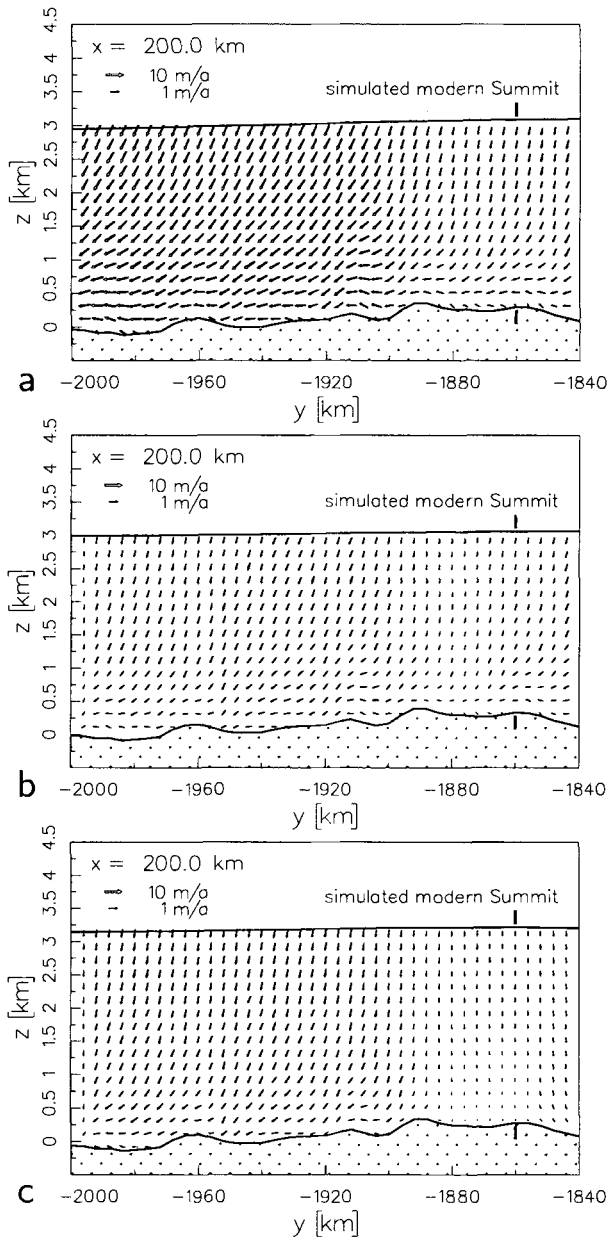 4.5
4
3.5
3
2.5
2
1.5
1
0.5
0
z [km]
x = 200.0 km
10 m/a
1 m/a
simulated modern Summit
a
−2000 −1960 −1920 −1880 −1840
y [km]
4.5
4
3.5
3
2.5
2
1.5
1
0.5
0
z [km]
x = 200.0 km
10 m/a
1 m/a
simulated modern Summit
b
−2000 −1960 −1920 −1880 −1840
y [km]
4.5
4
3.5
3
2.5
2
1.5
1
0.5
0
z [km]
x = 200.0 km
10 m/a
1 m/a
simulated modern Summit
c
−2000 −1960 −1920 −1880 −1840
y [km]